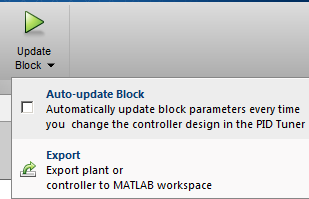 Update
Block
Auto-update Block
Automatically update block parameters every time
you change the controller design in the PID Tuner
Export
Export plant or
controller to MATLAB workspace